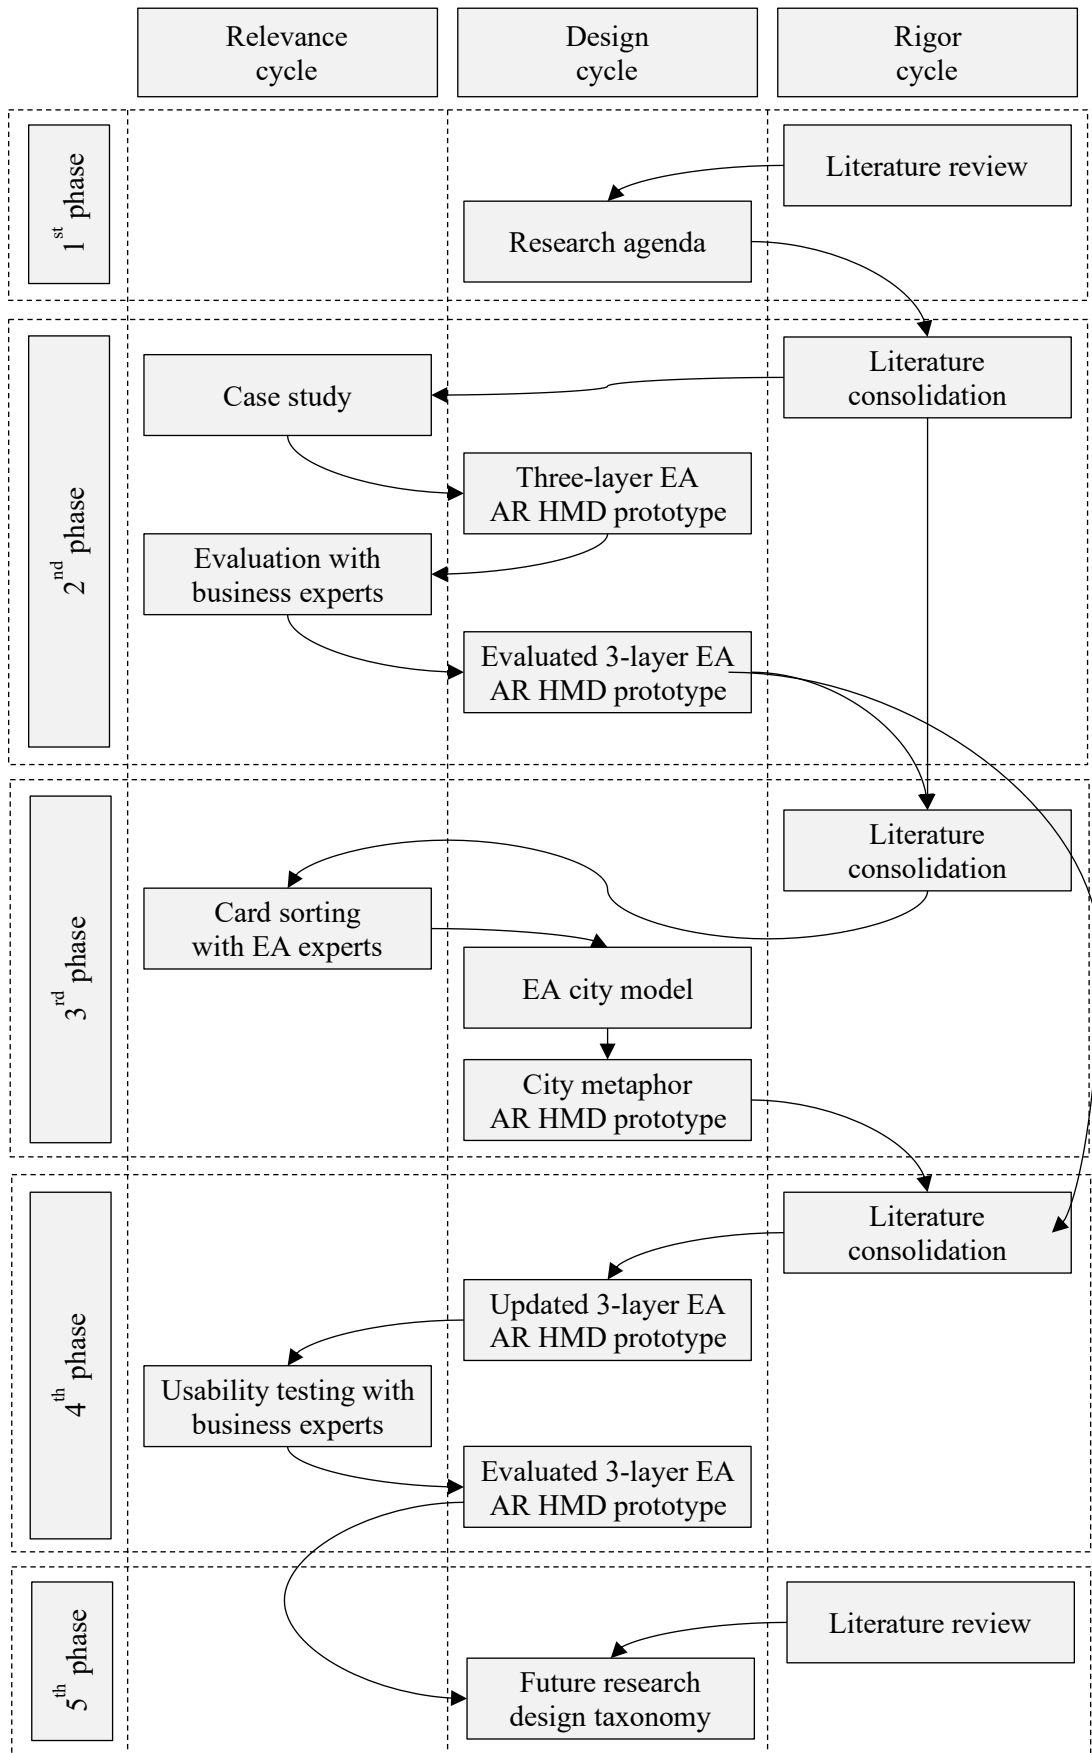 Relevance
cycle
Design
cycle
Rigor
cycle
1st phase
Literature review
Research agenda
2nd phase
Literature
consolidation
Case study
Three-layer EA
AR HMD prototype
Evaluation with
business experts
Evaluated 3-layer EA
AR HMD prototype
3rd phase
Literature
consolidation
Card sorting
with EA experts
EA city model
City metaphor
AR HMD prototype
4th phase
Literature
consolidation
Updated 3-layer EA
AR HMD prototype
Usability testing with
business experts
Evaluated 3-layer EA
AR HMD prototype
5th phase
Literature review
Future research
design taxonomy